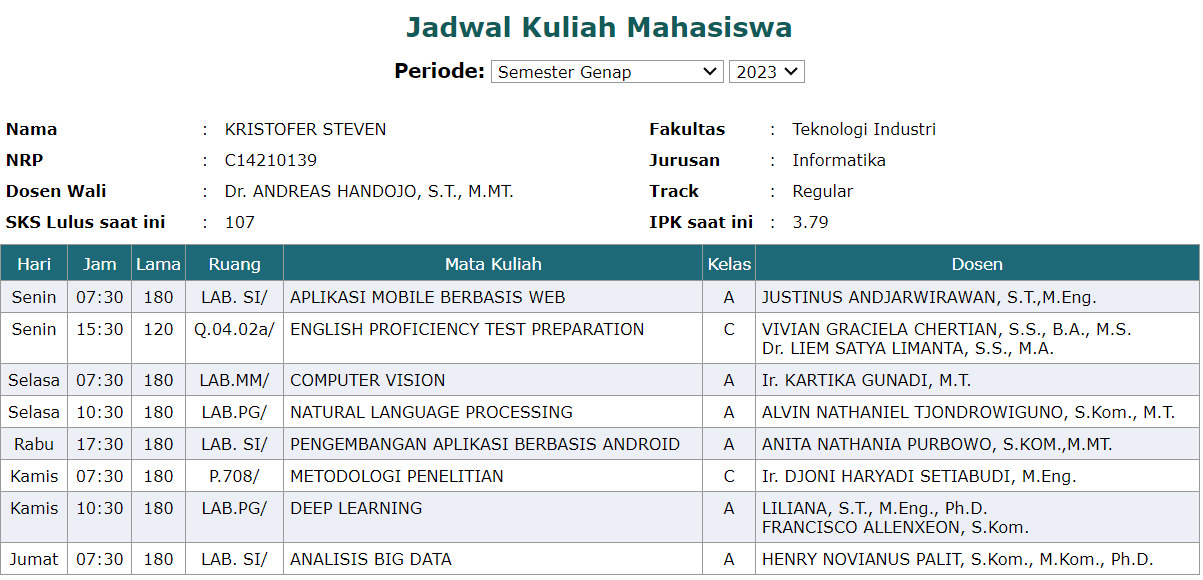 Jadwal Kuliah Mahasiswa
Periode: Semester Genap 2023
Nama : KRISTOFER STEVEN Fakultas : Teknologi Industri
NRP : C14210139 Jurusan : Informatika
Dosen Wali : Dr. ANDREAS HANDOJO, S.T., M.MT. Track : Regular
SKS Lulus saat ini : 107 IPK saat ini : 3.79
Hari Jam Lama Ruang Mata Kuliah Kelas Dosen
Senin 07:30 180 LAB. SI/ APLIKASI MOBILE BERBASIS WEB A JUSTINUS ANDJARWIRAWAN, S.T.,M.Eng.
Senin 15:30 120 Q.04.02a/ ENGLISH PROFICIENCY TEST PREPARATION C VIVIAN GRACIELA CHERTIAN, S.S., B.A., M.S.
Dr. LIEM SATYA LIMANTA, S.S., M.A.
Selasa 07:30 180 LAB.MM/ COMPUTER VISION A Ir. KARTIKA GUNADI, M.T.
Selasa 10:30 180 LAB.PG/ NATURAL LANGUAGE PROCESSING A ALVIN NATHANIEL TJONDROWIGUNO, S.Kom., M.T.
Rabu 17:30 180 LAB. SI/ PENGEMBANGAN APLIKASI BERBASIS ANDROID A ANITA NATHANIA PURBOWO, S.KOM.,M.MT.
Kamis 07:30 180 P.708/ METODOLOGI PENELITIAN C Ir. DJONI HARYADI SETIABUDI, M.Eng.
Kamis 10:30 180 LAB.PG/ DEEP LEARNING A LILIANA, S.T., M.Eng., Ph.D.
FRANCISCO ALLENXEON, S.Kom.
Jumat 07:30 180 LAB. SI/ ANALISIS BIG DATA A HENRY NOVIANUS PALIT, S.Kom., M.Kom., Ph.D.